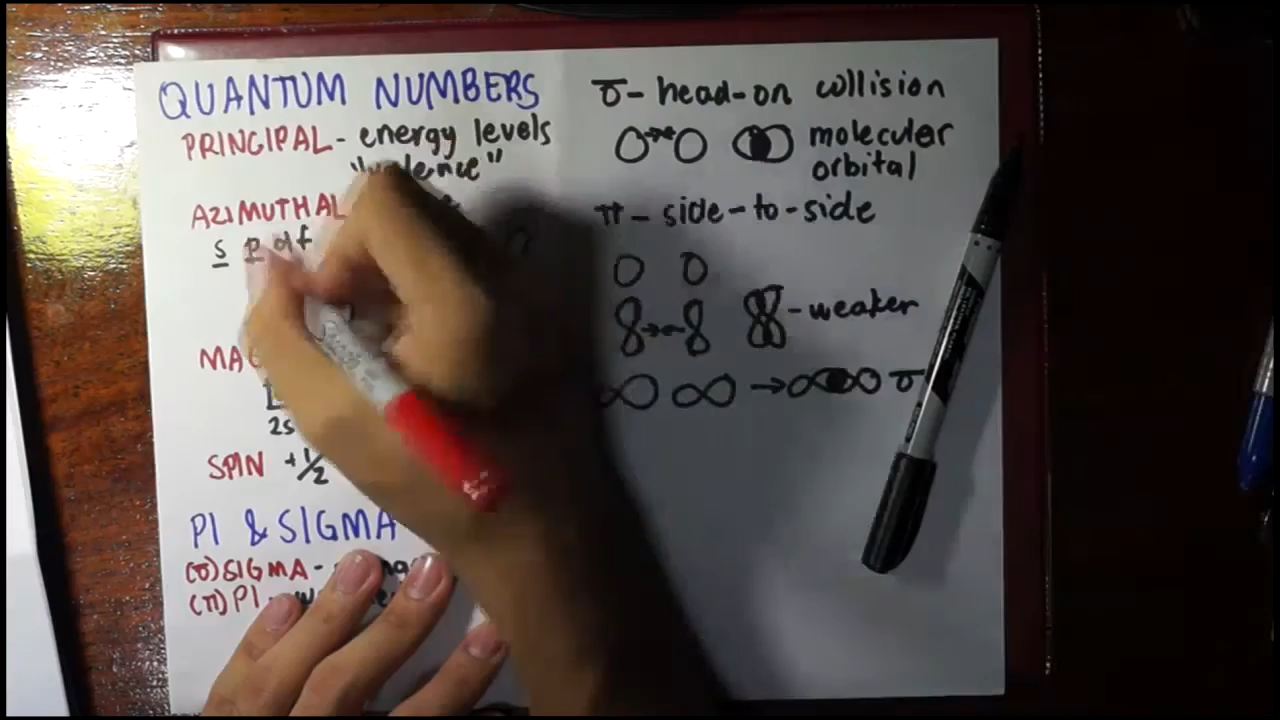 QUANTUM NUMBERS
PRINCIPAL - energy levels
"valence"
AZIMUTHAL
s p d f
SPIN +1/2
PI & SIGMA
(σ) SIGMA -
(π) PI -
σ - head-on collision
molecular
orbital
π - side-to-side
- weaker
→ σ